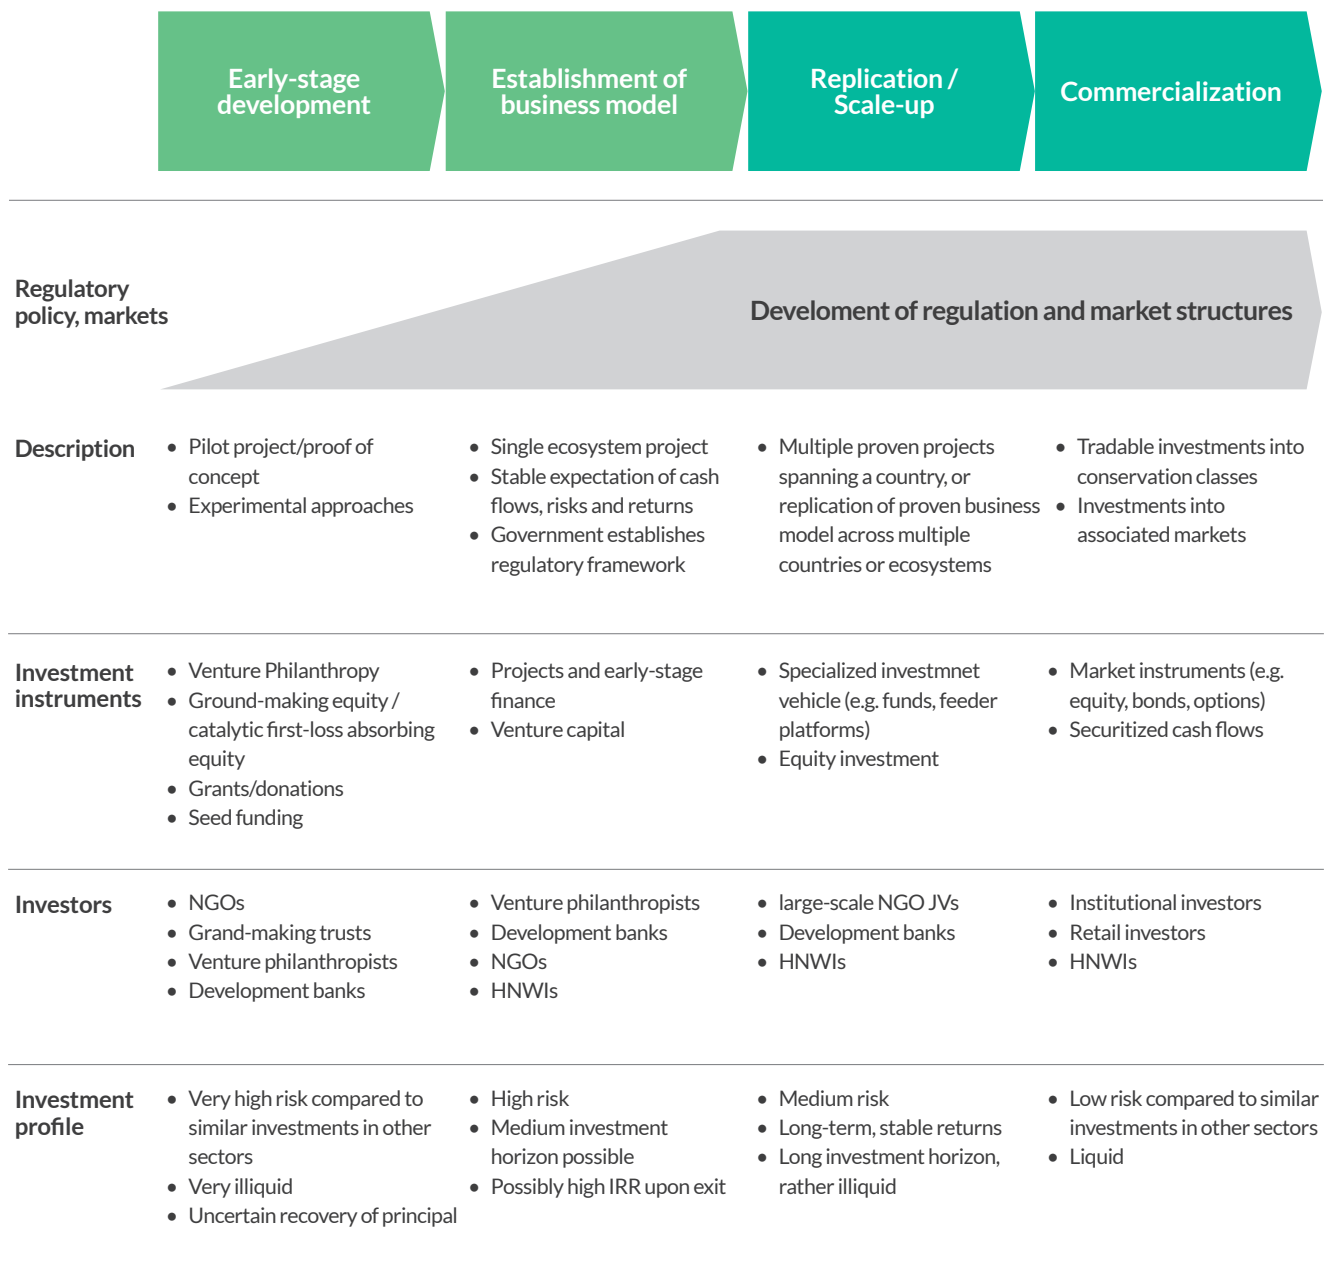 Early-stage
development
Establishment of
business model
Replication /
Scale-up
Commercialization
Regulatory
policy, markets
Develoment of regulation and market structures
Description
• Pilot project/proof of
concept
• Experimental approaches
• Single ecosystem project
• Stable expectation of cash
flows, risks and returns
• Government establishes
regulatory framework
• Multiple proven projects
spanning a country, or
replication of proven business
model across multiple
countries or ecosystems
• Tradable investments into
conservation classes
• Investments into
associated markets
Investment
instruments
• Venture Philanthropy
• Ground-making equity /
catalytic first-loss absorbing
equity
• Grants/donations
• Seed funding
• Projects and early-stage
finance
• Venture capital
• Specialized investmnet
vehicle (e.g. funds, feeder
platforms)
• Equity investment
• Market instruments (e.g.
equity, bonds, options)
• Securitized cash flows
Investors
• NGOs
• Grand-making trusts
• Venture philanthropists
• Development banks
• Venture philanthropists
• Development banks
• NGOs
• HNWIs
• large-scale NGO JVs
• Development banks
• HNWIs
• Institutional investors
• Retail investors
• HNWIs
Investment
profile
• Very high risk compared to
similar investments in other
sectors
• Very illiquid
• Uncertain recovery of principal
• High risk
• Medium investment
horizon possible
• Possibly high IRR upon exit
• Medium risk
• Long-term, stable returns
• Long investment horizon,
rather illiquid
• Low risk compared to similar
investments in other sectors
• Liquid